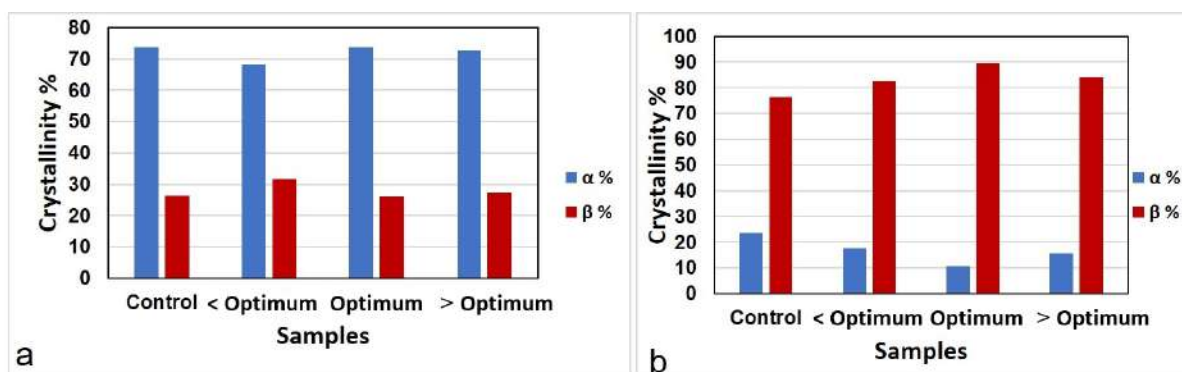 80
70
60
50
40
30
20
10
0
Crystallinity %
Control < Optimum Optimum > Optimum
Samples
α %
β %
a
100
90
80
70
60
50
40
30
20
10
0
Crystallinity %
Control < Optimum Optimum > Optimum
Samples
α %
β %
b